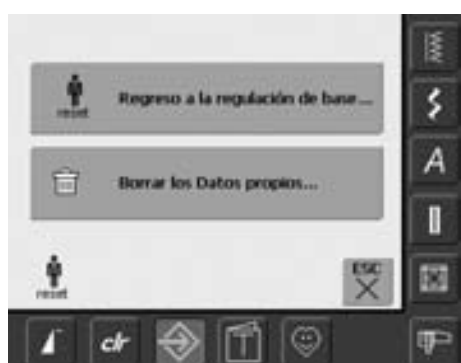 reset
Regreso a la regulación de base...
Borrar los Datos propios...
reset
ESC
A
clr